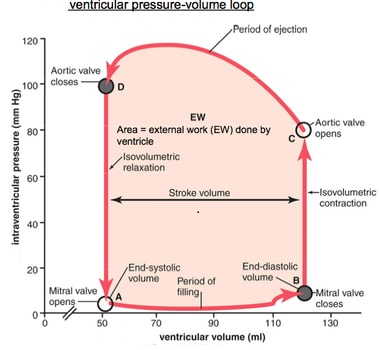 ventricular pressure-volume loop
Period of ejection
120
Aortic valve
closes
D
100
EW
Area = external work (EW) done by
ventricle
Aortic valve
opens
C
80
intraventricular pressure (mm Hg)
Isovolumetric
relaxation
60
Stroke volume
Isovolumetric
contraction
40
20
End-systolic
volume
Period of
filling
End-diastolic
volume
B
Mitral valve
opens
A
Mitral valve
closes
0
0
50
70
90
110
130
ventricular volume (ml)